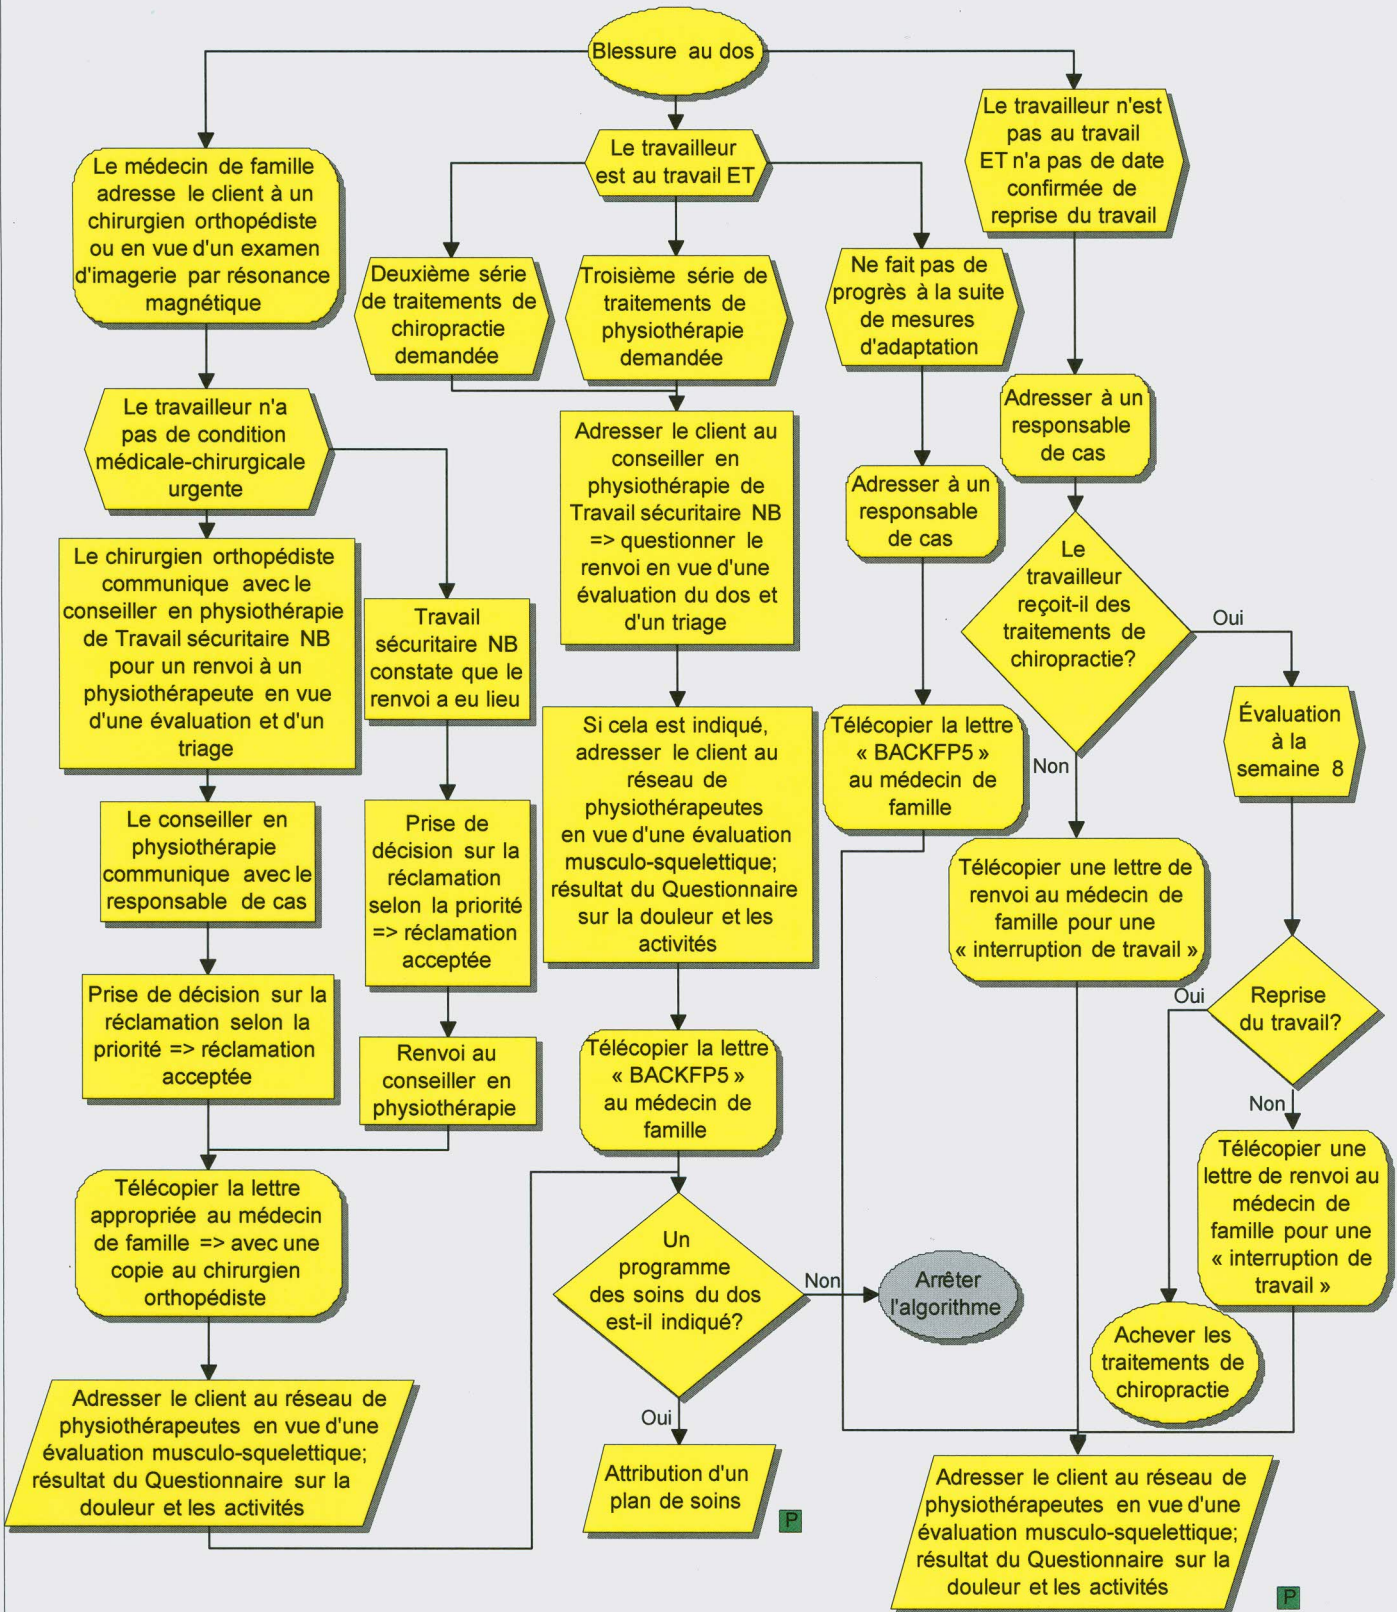 Blessure au dos
Le médecin de famille
adresse le client à un
chirurgien orthopédiste
ou en vue d'un examen
d'imagerie par résonance
magnétique
Le travailleur n'a
pas de condition
médicale-chirurgicale
urgente
Le chirurgien orthopédiste
communique avec le
conseiller en physiothérapie
de Travail sécuritaire NB
pour un renvoi à un
physiothérapeute en vue
d'une évaluation et d'un
triage
Le conseiller en
physiothérapie
communique avec le
responsable de cas
Prise de décision sur la
réclamation selon la
priorité => réclamation
acceptée
Travail
sécuritaire NB
constate que le
renvoi a eu lieu
Prise de
décision sur la
réclamation
selon la priorité
=> réclamation
acceptée
Renvoi au
conseiller en
physiothérapie
Télécopier la lettre
appropriée au médecin
de famille => avec une
copie au chirurgien
orthopédiste
Adresser le client au réseau de
physiothérapeutes en vue d'une
évaluation musculo-squelettique;
résultat du Questionnaire sur la
douleur et les activités
Le travailleur
est au travail ET
Deuxième série
de traitements de
chiropractie
demandée
Troisième série de
traitements de
physiothérapie
demandée
Adresser le client au
conseiller en
physiothérapie de
Travail sécuritaire NB
=> questionner le
renvoi en vue d'une
évaluation du dos et
d'un triage
Si cela est indiqué,
adresser le client au
réseau de
physiothérapeutes
en vue d'une évaluation
musculo-squelettique;
résultat du Questionnaire
sur la douleur et les
activités
Télécopier la lettre
« BACKFP5 »
au médecin de
famille
Un
programme
des soins du dos
est-il indiqué?
Non
Arrêter
l'algorithme
Oui
Attribution d'un
plan de soins
P
Ne fait pas de
progrès à la suite
de mesures
d'adaptation
Adresser à un
responsable
de cas
Télécopier la lettre
« BACKFP5 »
au médecin de
famille
Le travailleur n'est
pas au travail
ET n'a pas de date
confirmée de
reprise du travail
Adresser à un
responsable
de cas
Le
travailleur
reçoit-il des
traitements de
chiropractie?
Oui
Non
Télécopier une lettre de
renvoi au médecin de
famille pour une
« interruption de travail »
Évaluation
à la
semaine 8
Reprise
du travail?
Oui
Non
Télécopier une
lettre de renvoi au
médecin de
famille pour une
« interruption de
travail »
Achever les
traitements de
chiropractie
Adresser le client au réseau de
physiothérapeutes en vue d'une
évaluation musculo-squelettique;
résultat du Questionnaire sur la
douleur et les activités
P